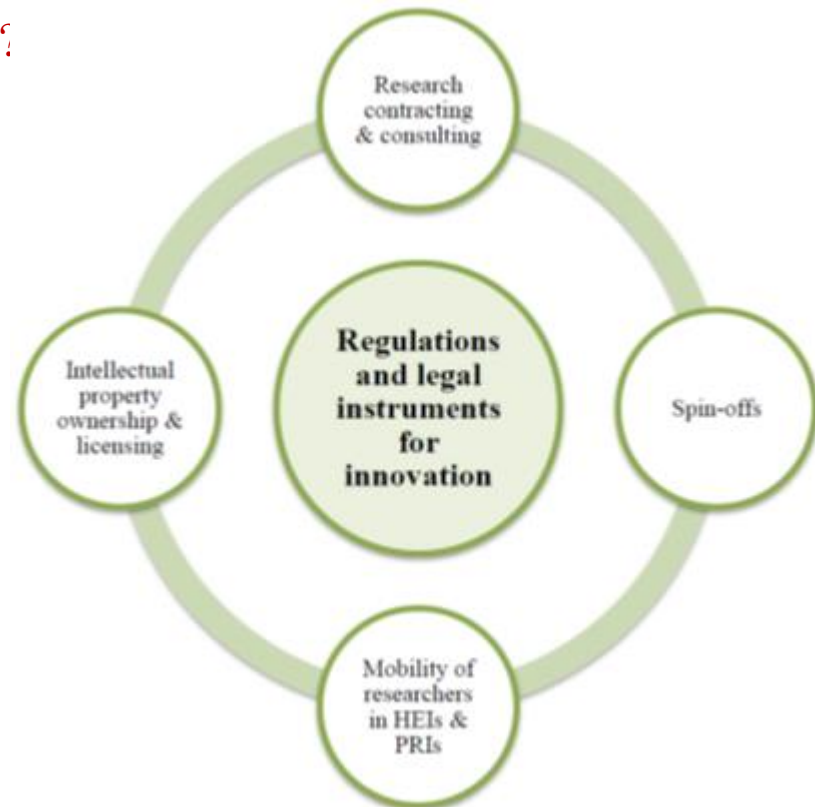 Research
contracting
& consulting
Regulations
and legal
instruments
for
innovation
Intellectual
property
ownership &
licensing
Spin-offs
Mobility of
researchers
in HEIs &
PRIs